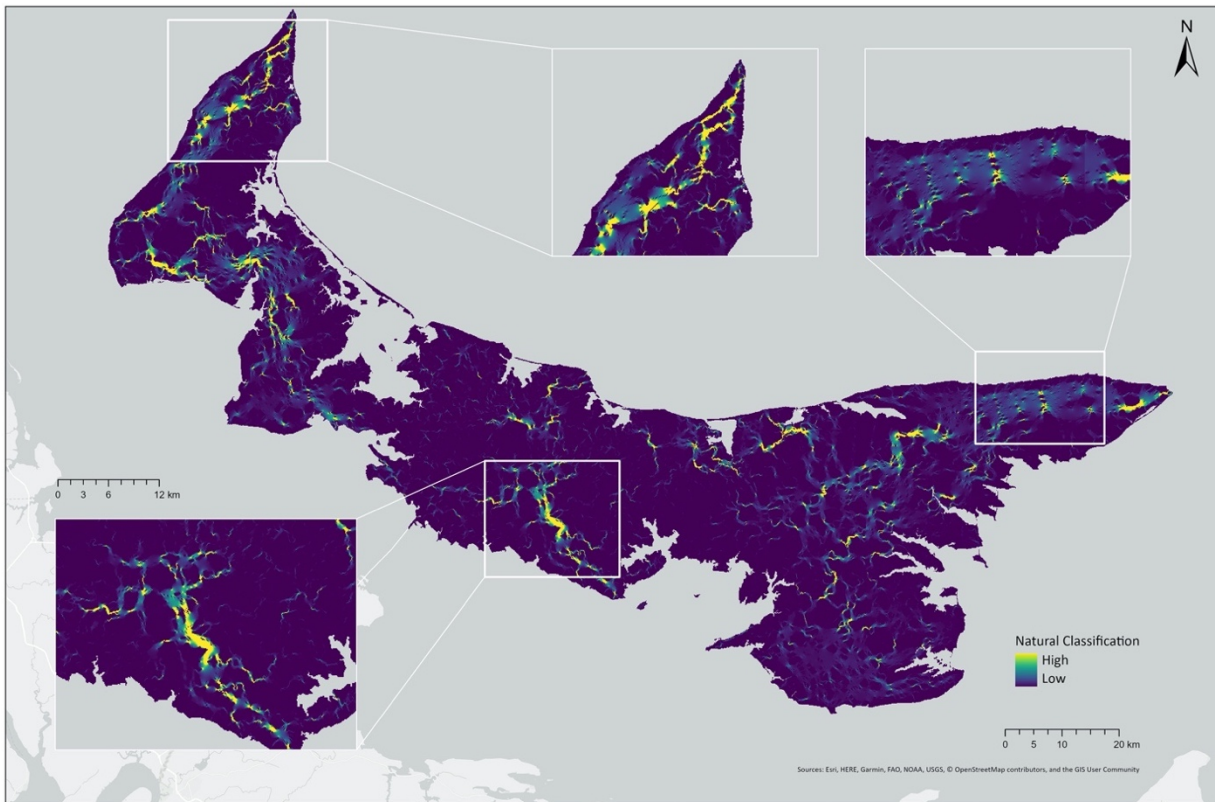 N
0 3 6 12 km
Natural Classification
High
Low
0 5 10 20 km
Sources: Esri, HERE, Garmin, FAO, NOAA, USGS, © OpenStreetMap contributors, and the GIS User Community